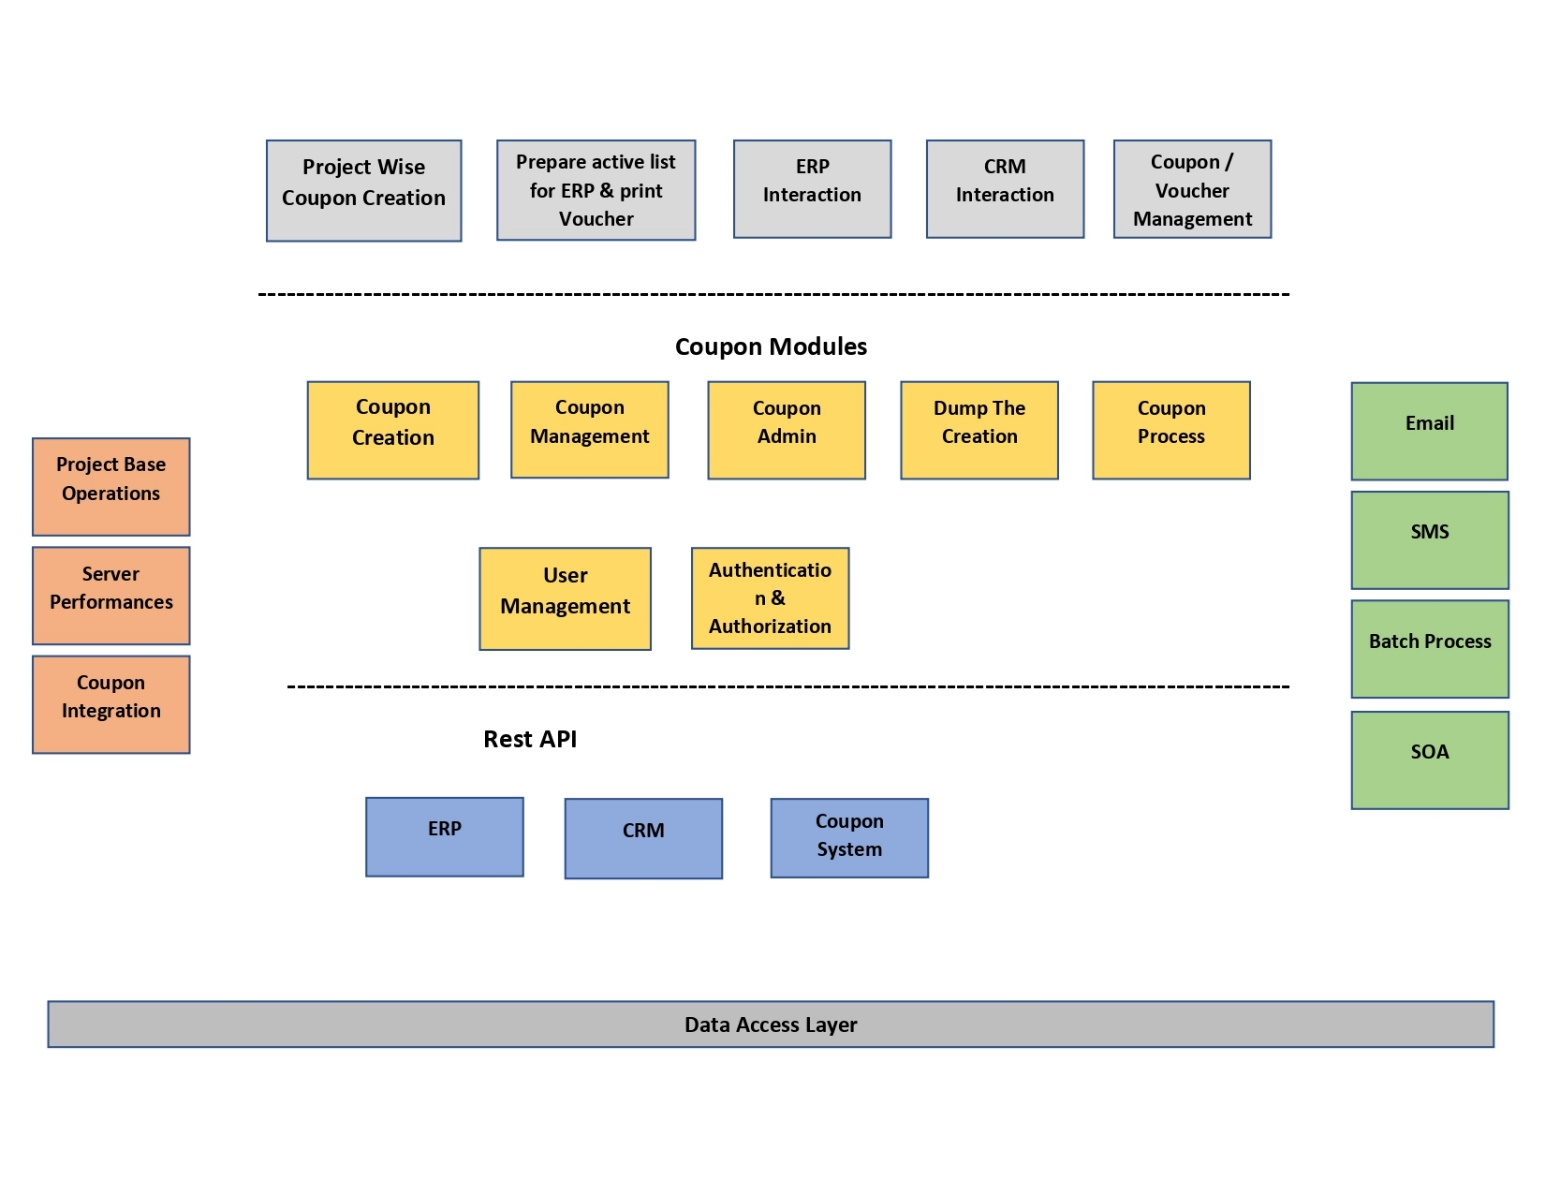 Project Wise
Coupon Creation
Prepare active list
for ERP & print
Voucher
ERP
Interaction
CRM
Interaction
Coupon /
Voucher
Management
Coupon Modules
Coupon
Creation
Coupon
Management
Coupon
Admin
Dump The
Creation
Coupon
Process
User
Management
Authenticatio
n &
Authorization
Project Base
Operations
Server
Performances
Coupon
Integration
Email
SMS
Batch Process
SOA
Rest API
ERP
CRM
Coupon
System
Data Access Layer